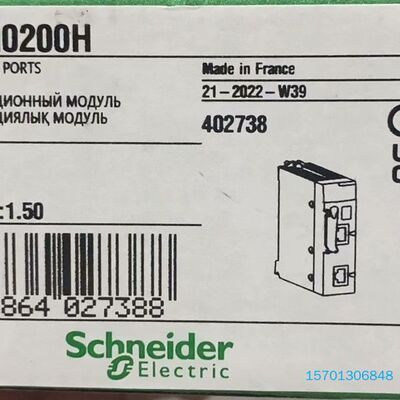 0200H
PORTS
Made in France
21-2022-W39
ЦИОННЫЙ МОДУЛЬ
ЦИЯЛЫҚ МОДУЛЬ
402738
:1.50
864 027388
Schneider
Electric
15701306848